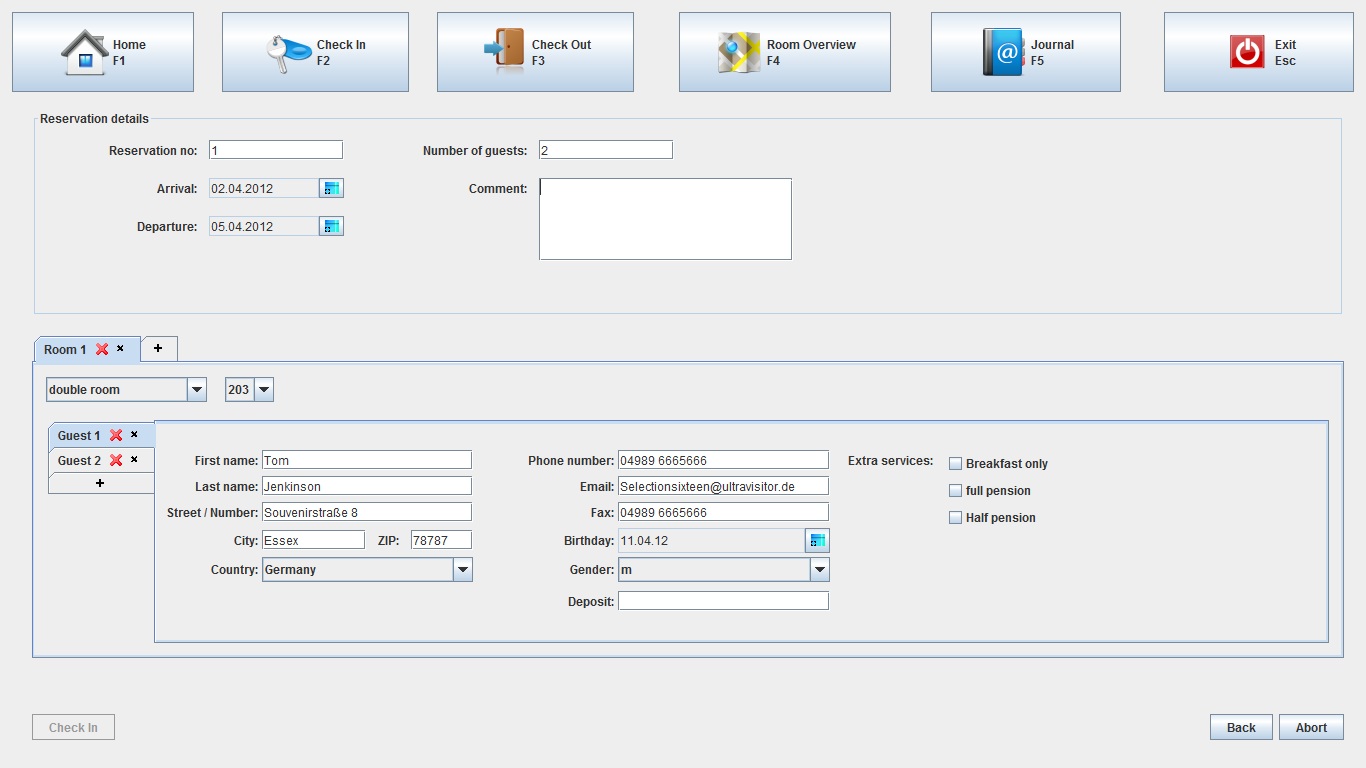 Home
F1
Check In
F2
Check Out
F3
Room Overview
F4
Journal
F5
Exit
Esc
Reservation details
Reservation no: 1 Number of guests: 2
Arrival: 02.04.2012 Comment:
Departure: 05.04.2012
Room 1 +
double room 203
Guest 1
Guest 2
+
First name: Tom Phone number: 04989 6665666 Extra services: Breakfast only
Last name: Jenkinson Email: Selectionsixteen@ultravisitor.de full pension
Street / Number: Souvenirstraße 8 Fax: 04989 6665666 Half pension
City: Essex ZIP: 78787 Birthday: 11.04.12
Country: Germany Gender: m
Deposit:
Check In Back Abort